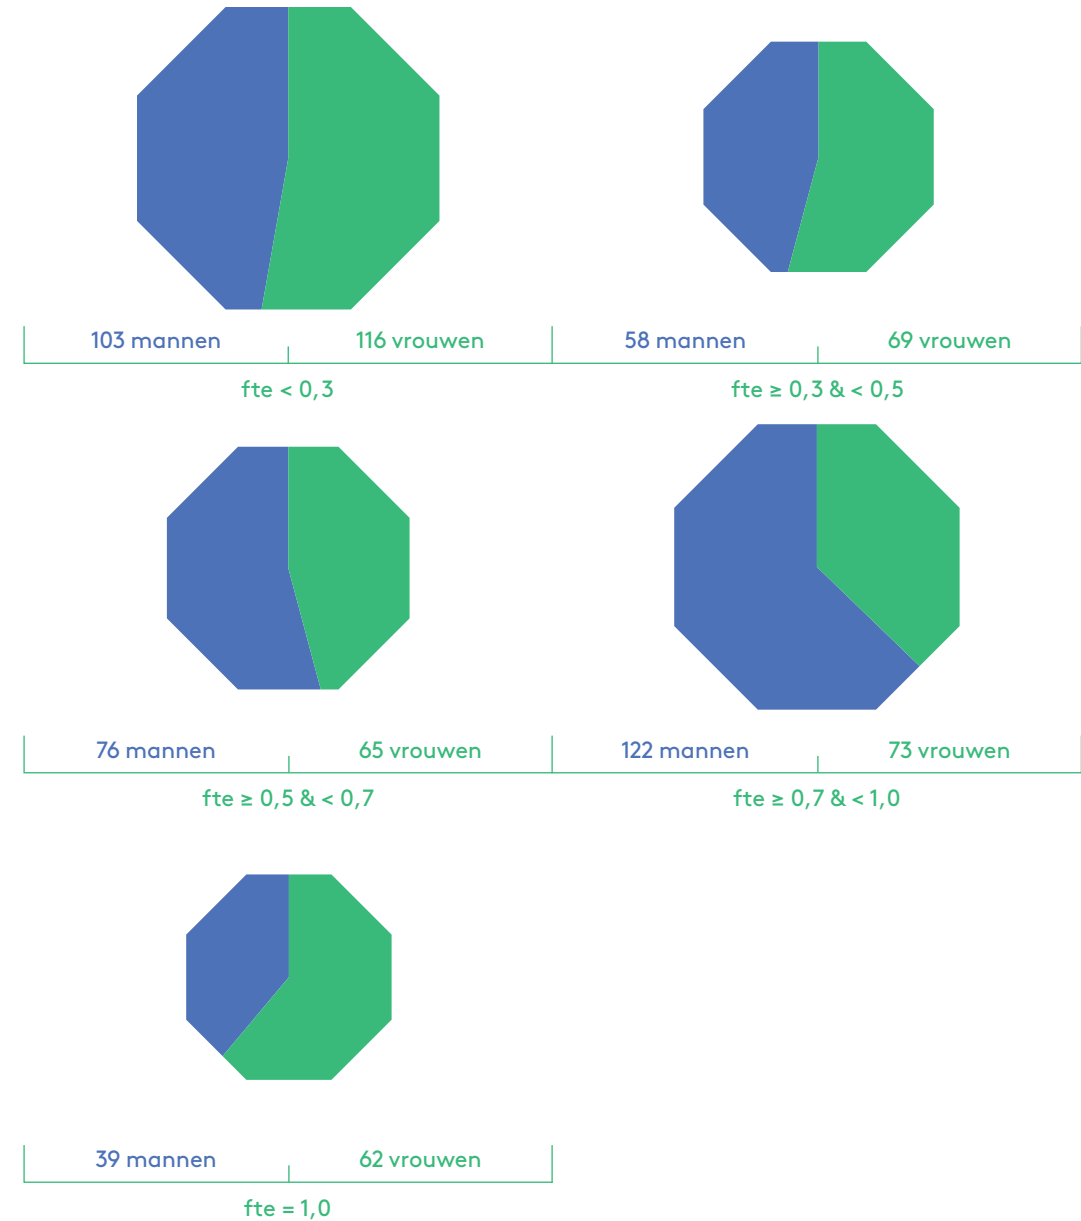 103 mannen
116 vrouwen
58 mannen
69 vrouwen
fte < 0,3
fte ≥ 0,3 & < 0,5
76 mannen
65 vrouwen
122 mannen
73 vrouwen
fte ≥ 0,5 & < 0,7
fte ≥ 0,7 & < 1,0
39 mannen
62 vrouwen
fte = 1,0